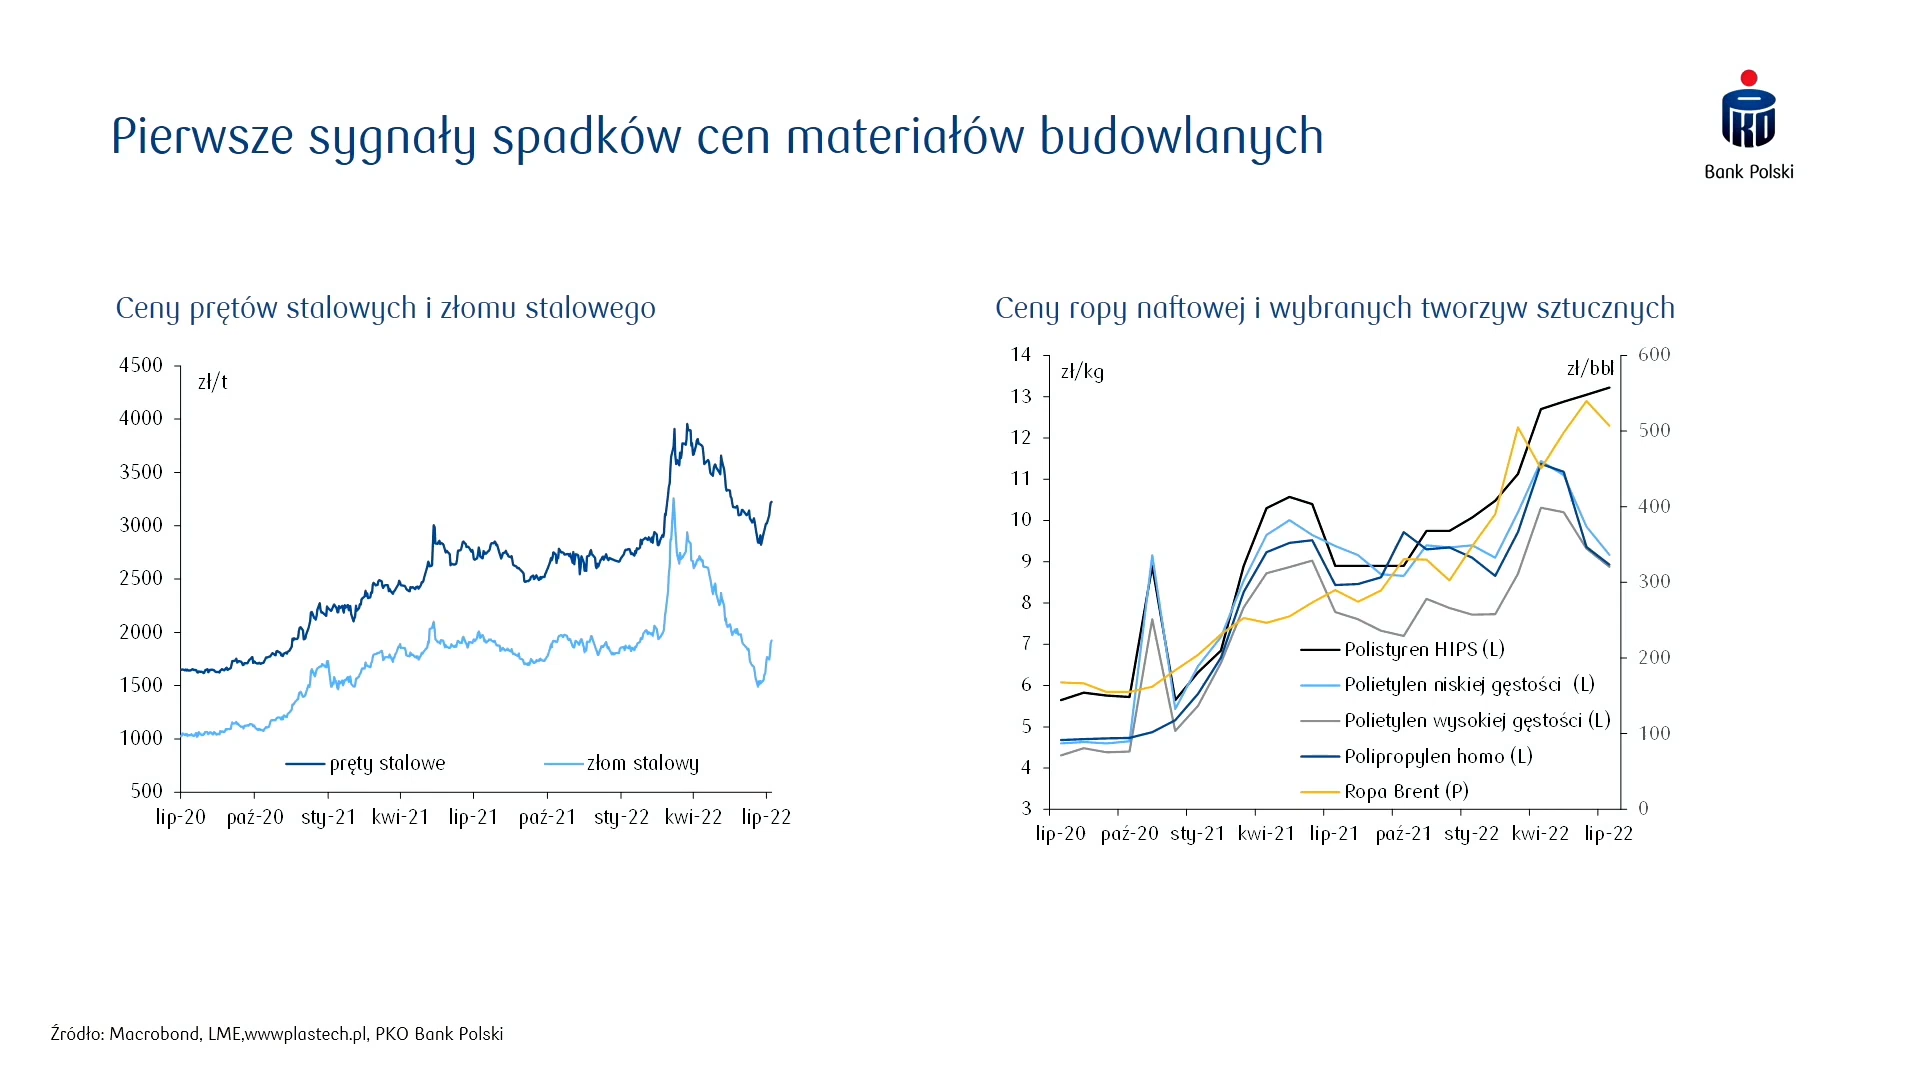 Pierwsze sygnały spadków cen materiałów budowlanych
PKO
Bank Polski
Ceny prętów stalowych i złomu stalowego
4500
zł/t
4000
3500
3000
2500
2000
1500
1000
500
pręty stalowe
złom stalowy
lip-20 paź-20 sty-21 kwi-21 lip-21 paź-21 sty-22 kwi-22 lip-22
Ceny ropy naftowej i wybranych tworzyw sztucznych
14
13
12
11
10
9
8
7
6
5
4
3
zł/kg
zł/bbl
600
500
400
300
200
100
0
Polistyren HIPS (L)
Polietylen niskiej gęstości (L)
Polietylen wysokiej gęstości (L)
Polipropylen homo (L)
Ropa Brent (P)
lip-20 paź-20 sty-21 kwi-21 lip-21 paź-21 sty-22 kwi-22 lip-22
Źródło: Macrobond, LME,wwwplastech.pl, PKO Bank Polski